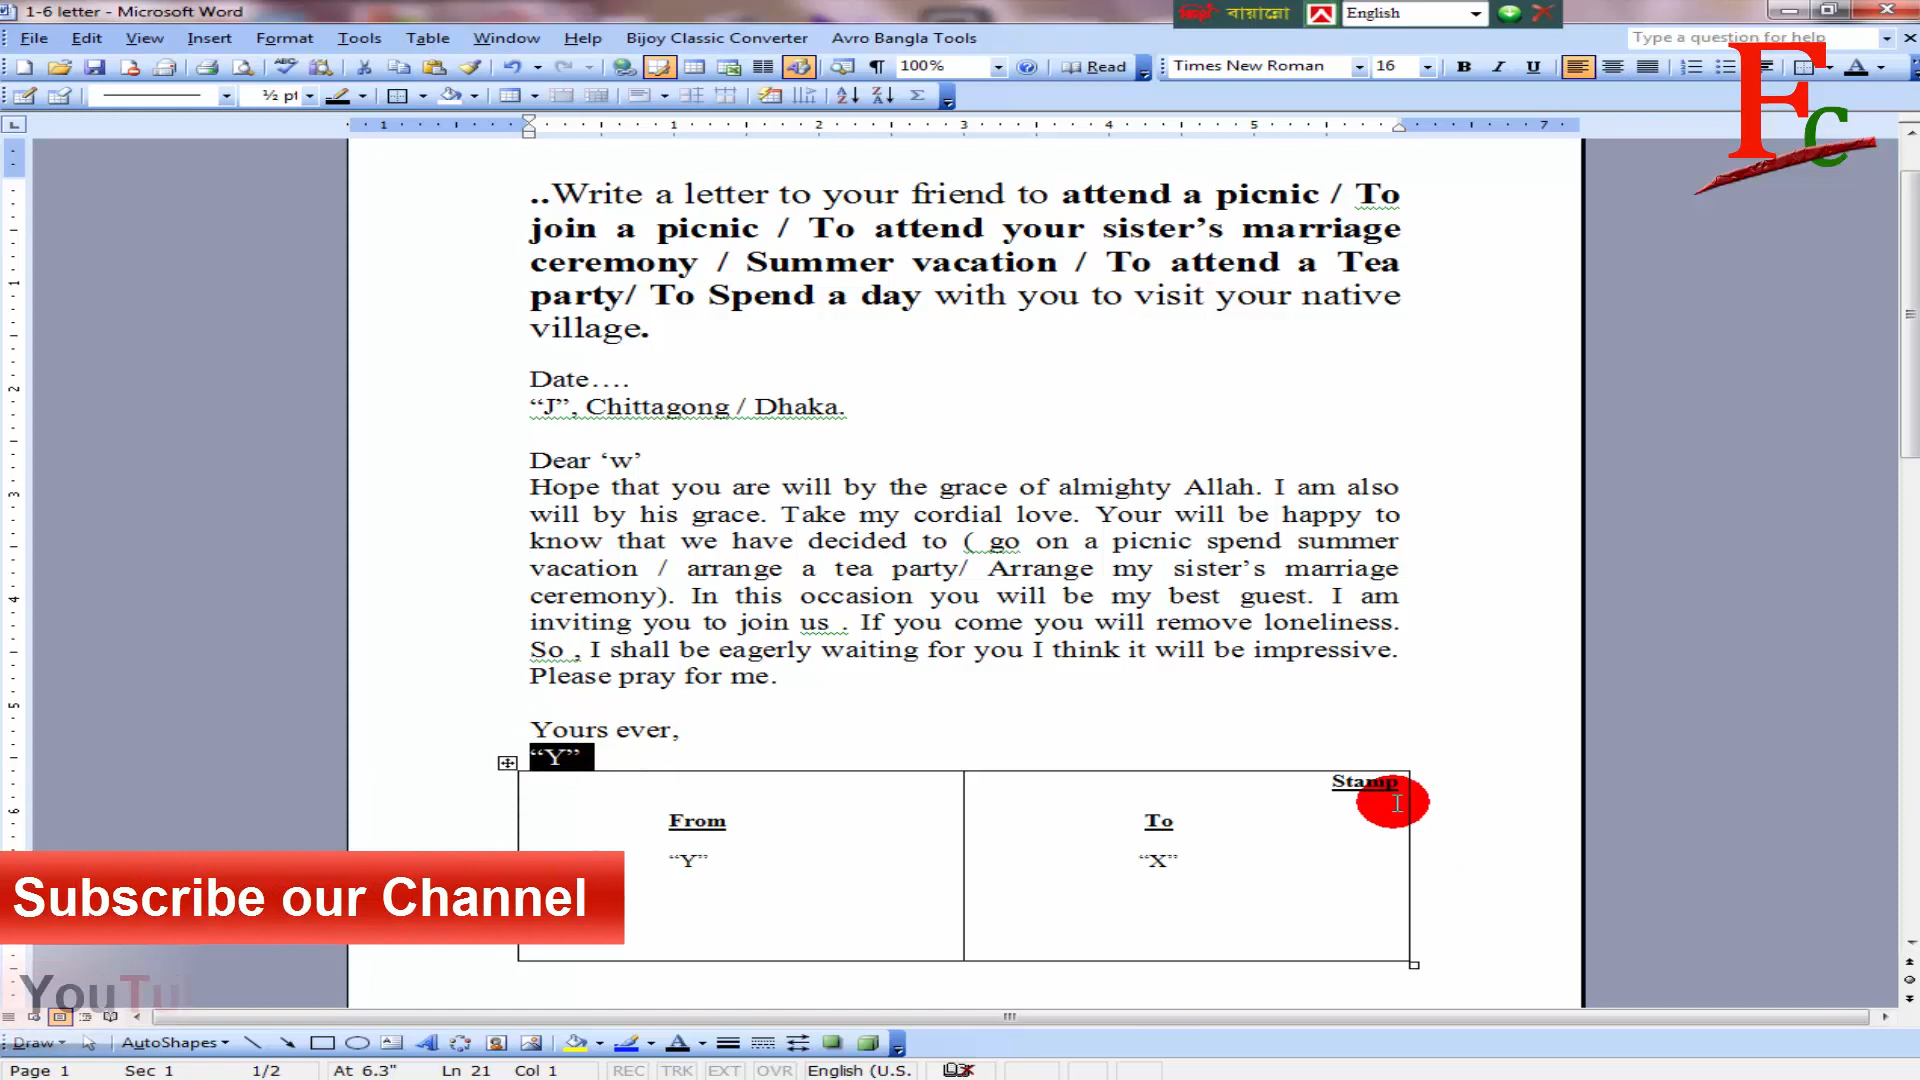 1-6 letter - Microsoft Word
বায়ান্নো English
File Edit View Insert Format Tools Table Window Help Bijoy Classic Converter Avro Bangla Tools Type a question for help
100% Read Times New Roman 16 B I U
½ pt
1 1 2 3 4 5 7
Fc
..Write a letter to your friend to attend a picnic / To
join a picnic / To attend your sister’s marriage
ceremony / Summer vacation / To attend a Tea
party/ To Spend a day with you to visit your native
village.
Date….
“J”, Chittagong / Dhaka.
Dear ‘w’
Hope that you are will by the grace of almighty Allah. I am also
will by his grace. Take my cordial love. Your will be happy to
know that we have decided to ( go on a picnic spend summer
vacation / arrange a tea party/ Arrange my sister’s marriage
ceremony). In this occasion you will be my best guest. I am
inviting you to join us . If you come you will remove loneliness.
So , I shall be eagerly waiting for you I think it will be impressive.
Please pray for me.
Yours ever,
“Y”
Stamp
From To
“Y” “X”
Subscribe our Channel
YouTu
Draw AutoShapes
Page 1 Sec 1 1/2 At 6.3" Ln 21 Col 1 REC TRK EXT OVR English (U.S.